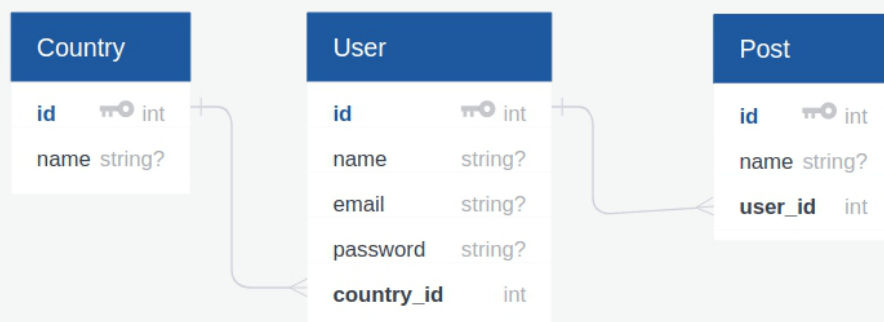 Country
id int
name string?
User
id int
name string?
email string?
password string?
country_id int
Post
id int
name string?
user_id int